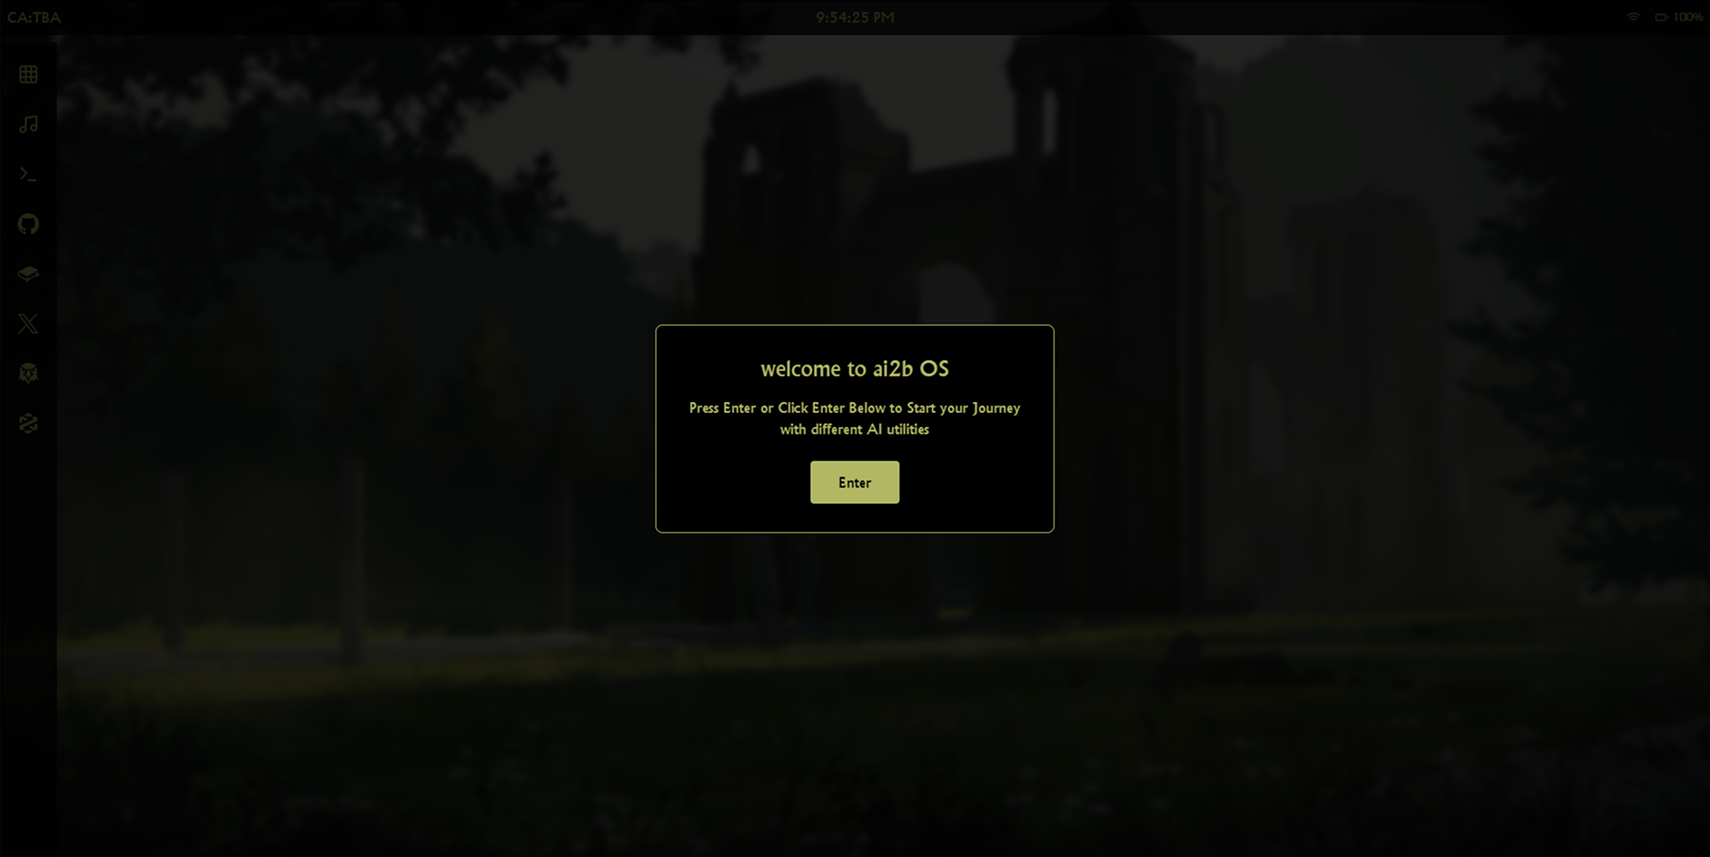 CA:TBA
9:54:25 PM
100%
welcome to ai2b OS
Press Enter or Click Enter Below to Start your Journey
with different AI utilities
Enter